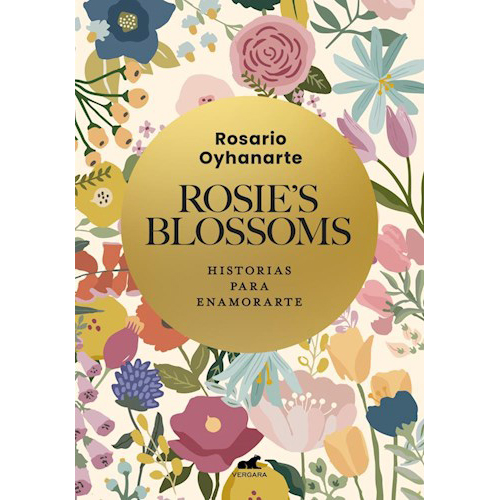 Rosario
Oyhanarte
ROSIE'S
BLOSSOMS
HISTORIAS
PARA
ENAMORARTE
VERGARA